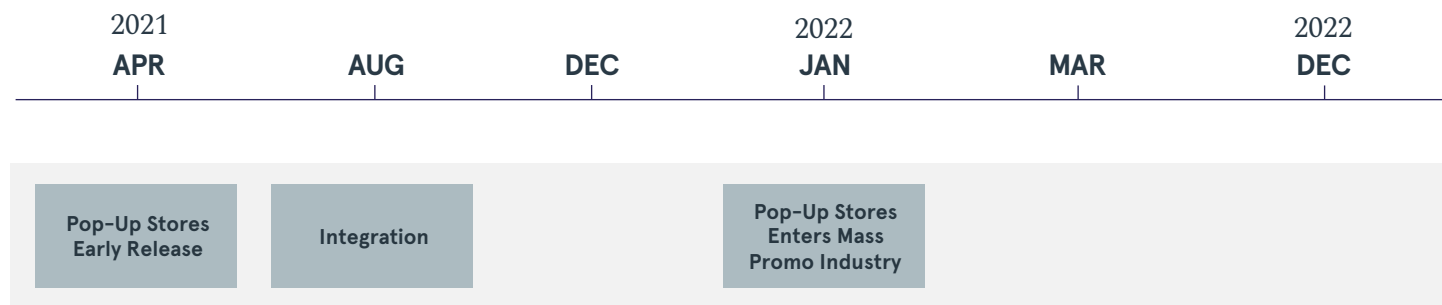 2021
APR
AUG
DEC
2022
JAN
MAR
2022
DEC
Pop-Up Stores
Early Release
Integration
Pop-Up Stores
Enters Mass
Promo Industry